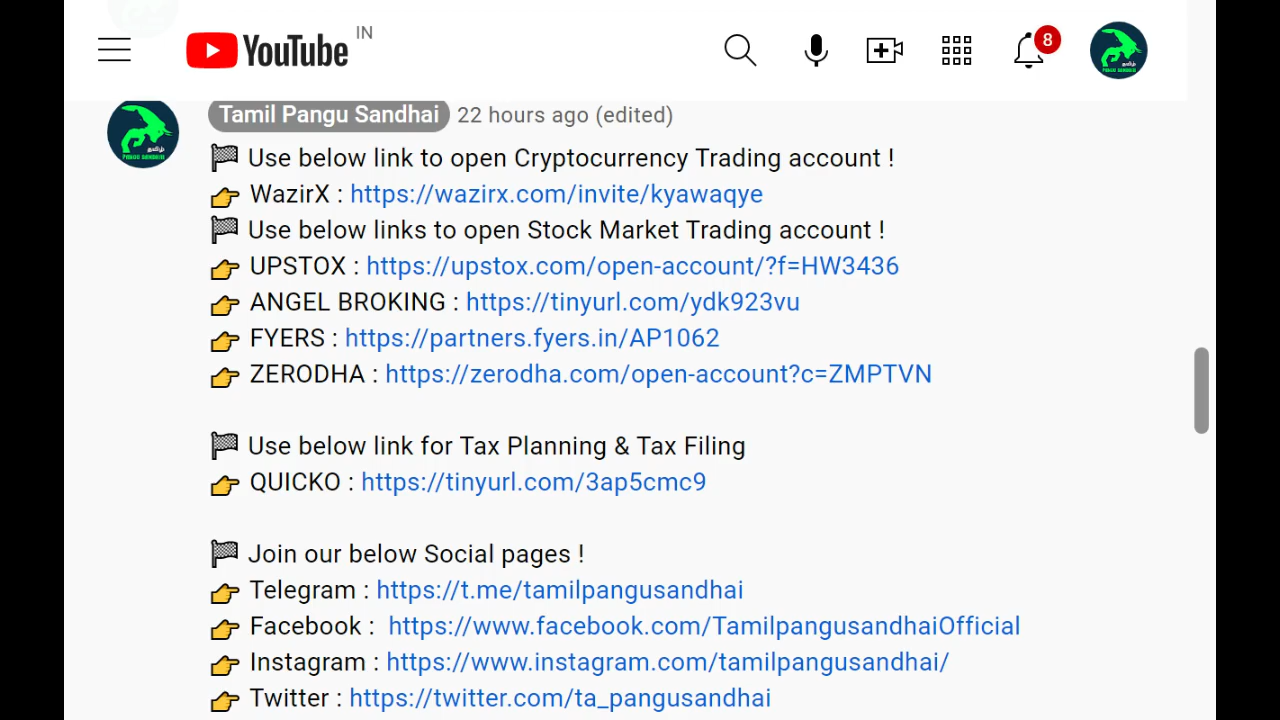 YouTube IN
8
Tamil Pangu Sandhai 22 hours ago (edited)
Use below link to open Cryptocurrency Trading account !
WazirX : https://wazirx.com/invite/kyawaqye
Use below links to open Stock Market Trading account !
UPSTOX : https://upstox.com/open-account/?f=HW3436
ANGEL BROKING : https://tinyurl.com/ydk923vu
FYERS : https://partners.fyers.in/AP1062
ZERODHA : https://zerodha.com/open-account?c=ZMPTVN
Use below link for Tax Planning & Tax Filing
QUICKO : https://tinyurl.com/3ap5cmc9
Join our below Social pages !
Telegram : https://t.me/tamilpangusandhai
Facebook : https://www.facebook.com/TamilpangusandhaiOfficial
Instagram : https://www.instagram.com/tamilpangusandhai/
Twitter : https://twitter.com/ta_pangusandhai